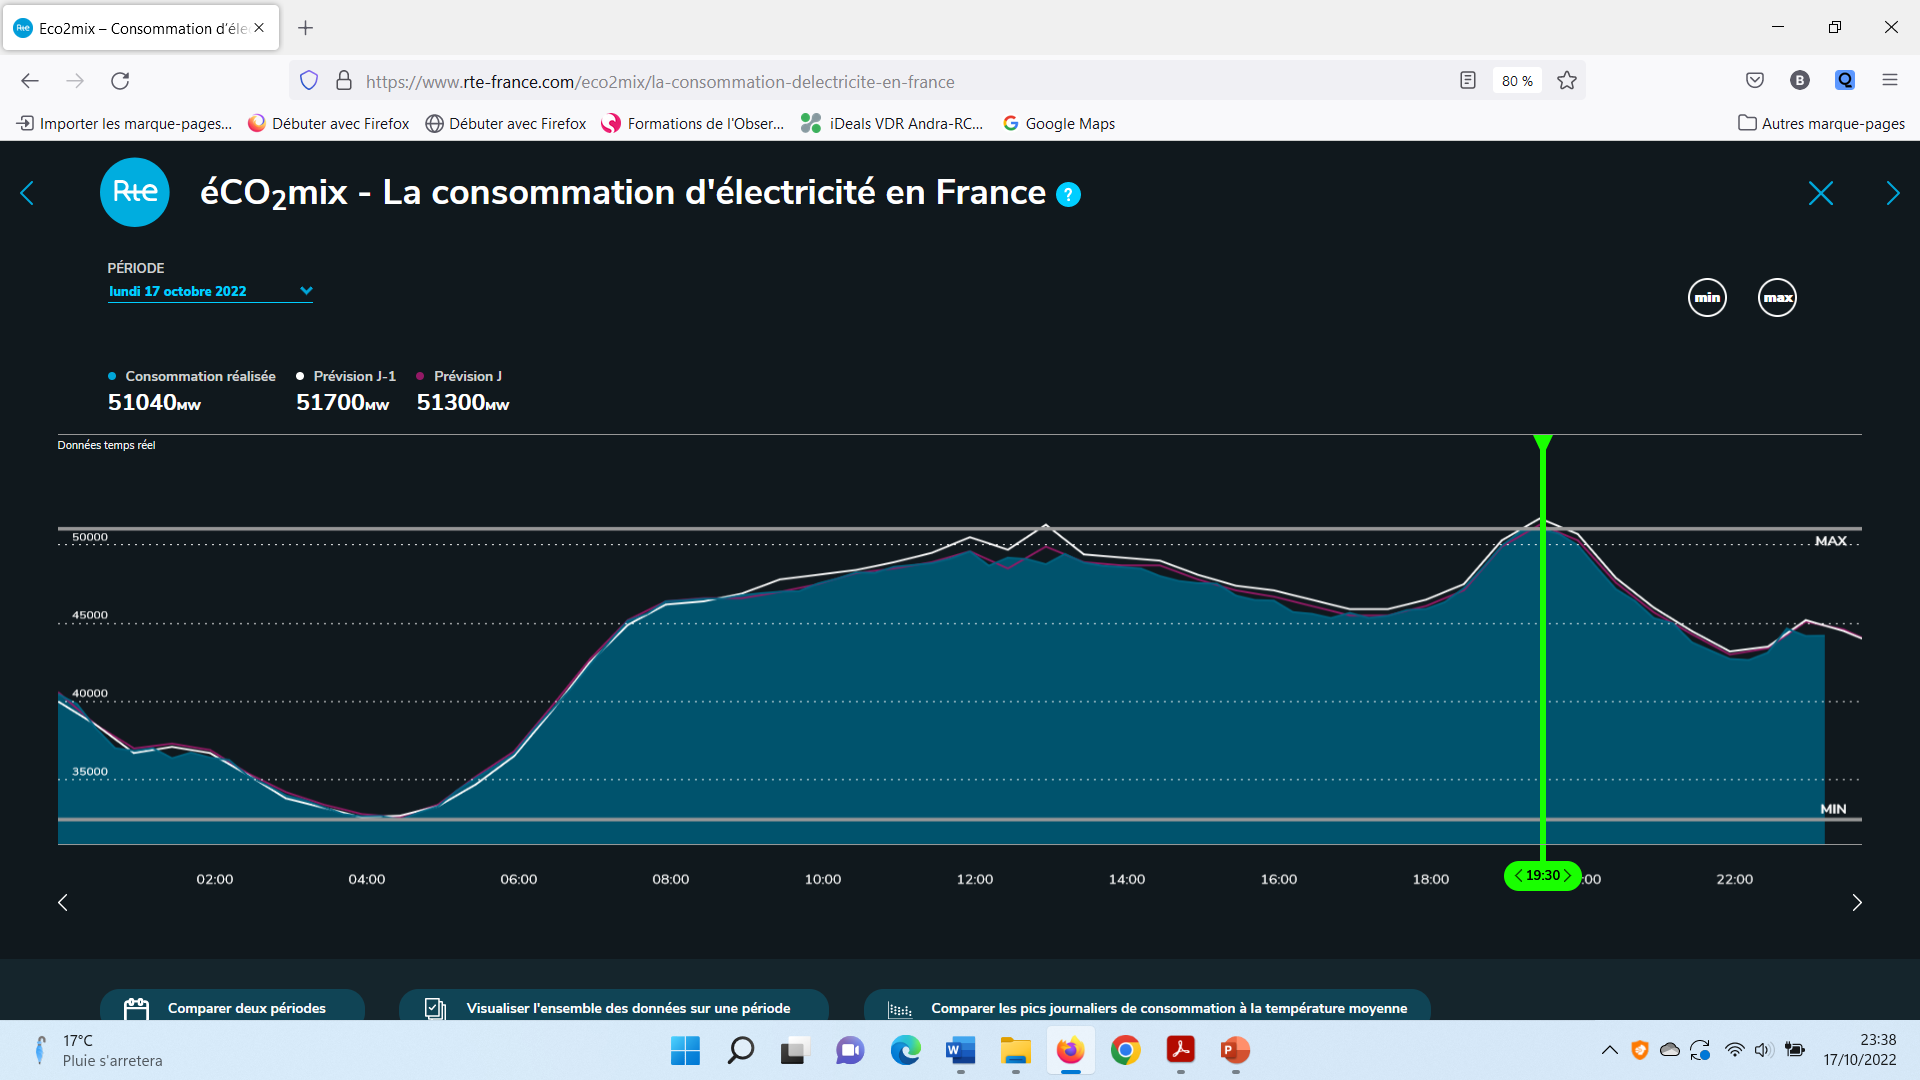 Rte Eco2mix – Consommation d'éle
https://www.rte-france.com/eco2mix/la-consommation-delectricite-en-france
80 %
B
Q
Importer les marque-pages...
Débuter avec Firefox
Débuter avec Firefox
Formations de l'Obser...
iDeals VDR Andra-RC...
G Google Maps
Autres marque-pages
Rte
éCO₂mix - La consommation d'électricité en France ?
PÉRIODE
lundi 17 octobre 2022
min
max
Consommation réalisée
Prévision J-1
Prévision J
51040MW
51700MW
51300MW
Données temps réel
50000
MAX
45000
40000
35000
MIN
02:00
04:00
06:00
08:00
10:00
12:00
14:00
16:00
18:00
19:30
:00
22:00
Comparer deux périodes
Visualiser l'ensemble des données sur une période
Comparer les pics journaliers de consommation à la température moyenne
17°C
Pluie s'arretera
W
P
23:38
17/10/2022